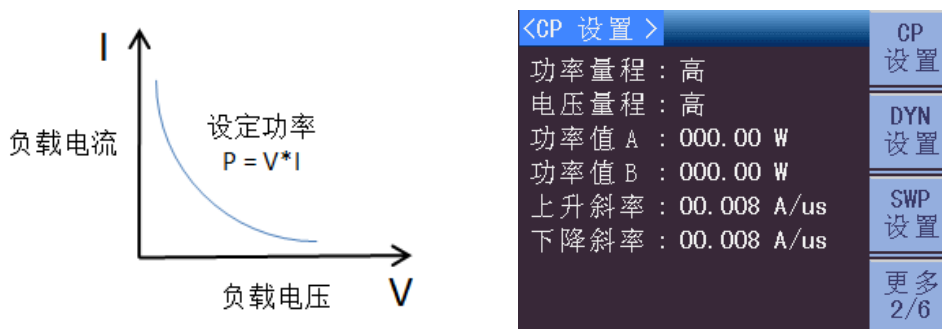 I
负载电流
设定功率
P = V*I
负载电压
V
<CP 设置 >
功率量程 : 高
电压量程 : 高
功率值 A : 000.00 W
功率值 B : 000.00 W
上升斜率 : 00.008 A/us
下降斜率 : 00.008 A/us
CP
设置
DYN
设置
SWP
设置
更多
2/6